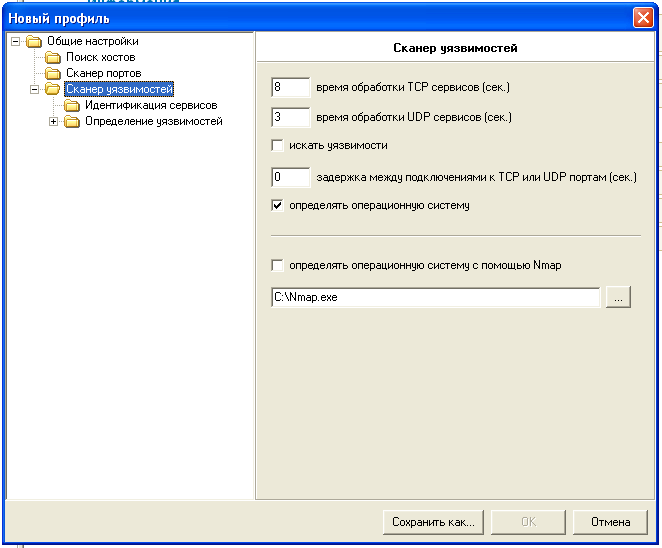 Новый профиль
Общие настройки
Поиск хостов
Сканер портов
Сканер уязвимостей
Идентификация сервисов
Определение уязвимостей
Сканер уязвимостей
8 время обработки TCP сервисов (сек.)
3 время обработки UDP сервисов (сек.)
искать уязвимости
0 задержка между подключениями к TCP или UDP портам (сек.)
определять операционную систему
определять операционную систему с помощью Nmap
C:\Nmap.exe ...
Сохранить как... OK Отмена